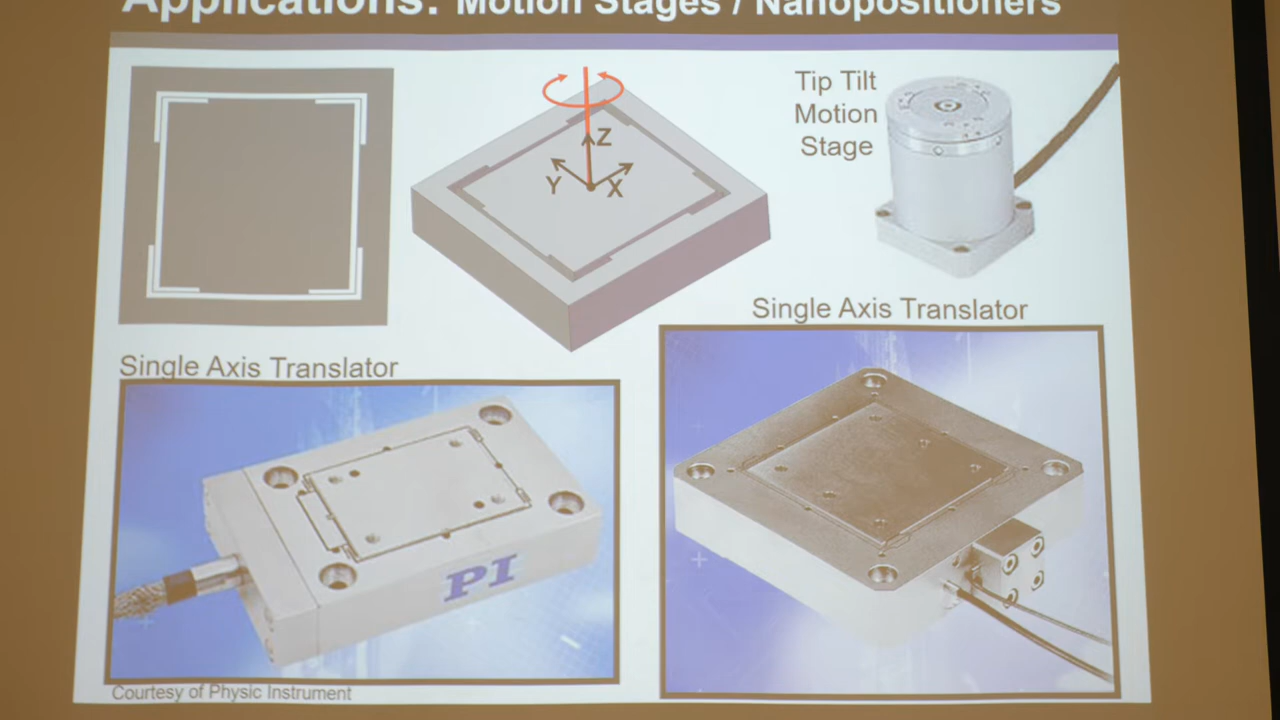 Applications: Motion Stages / Nanopositioners
Tip Tilt
Motion
Stage
Z
Y
X
Single Axis Translator
Single Axis Translator
PI
Courtesy of Physic Instrument